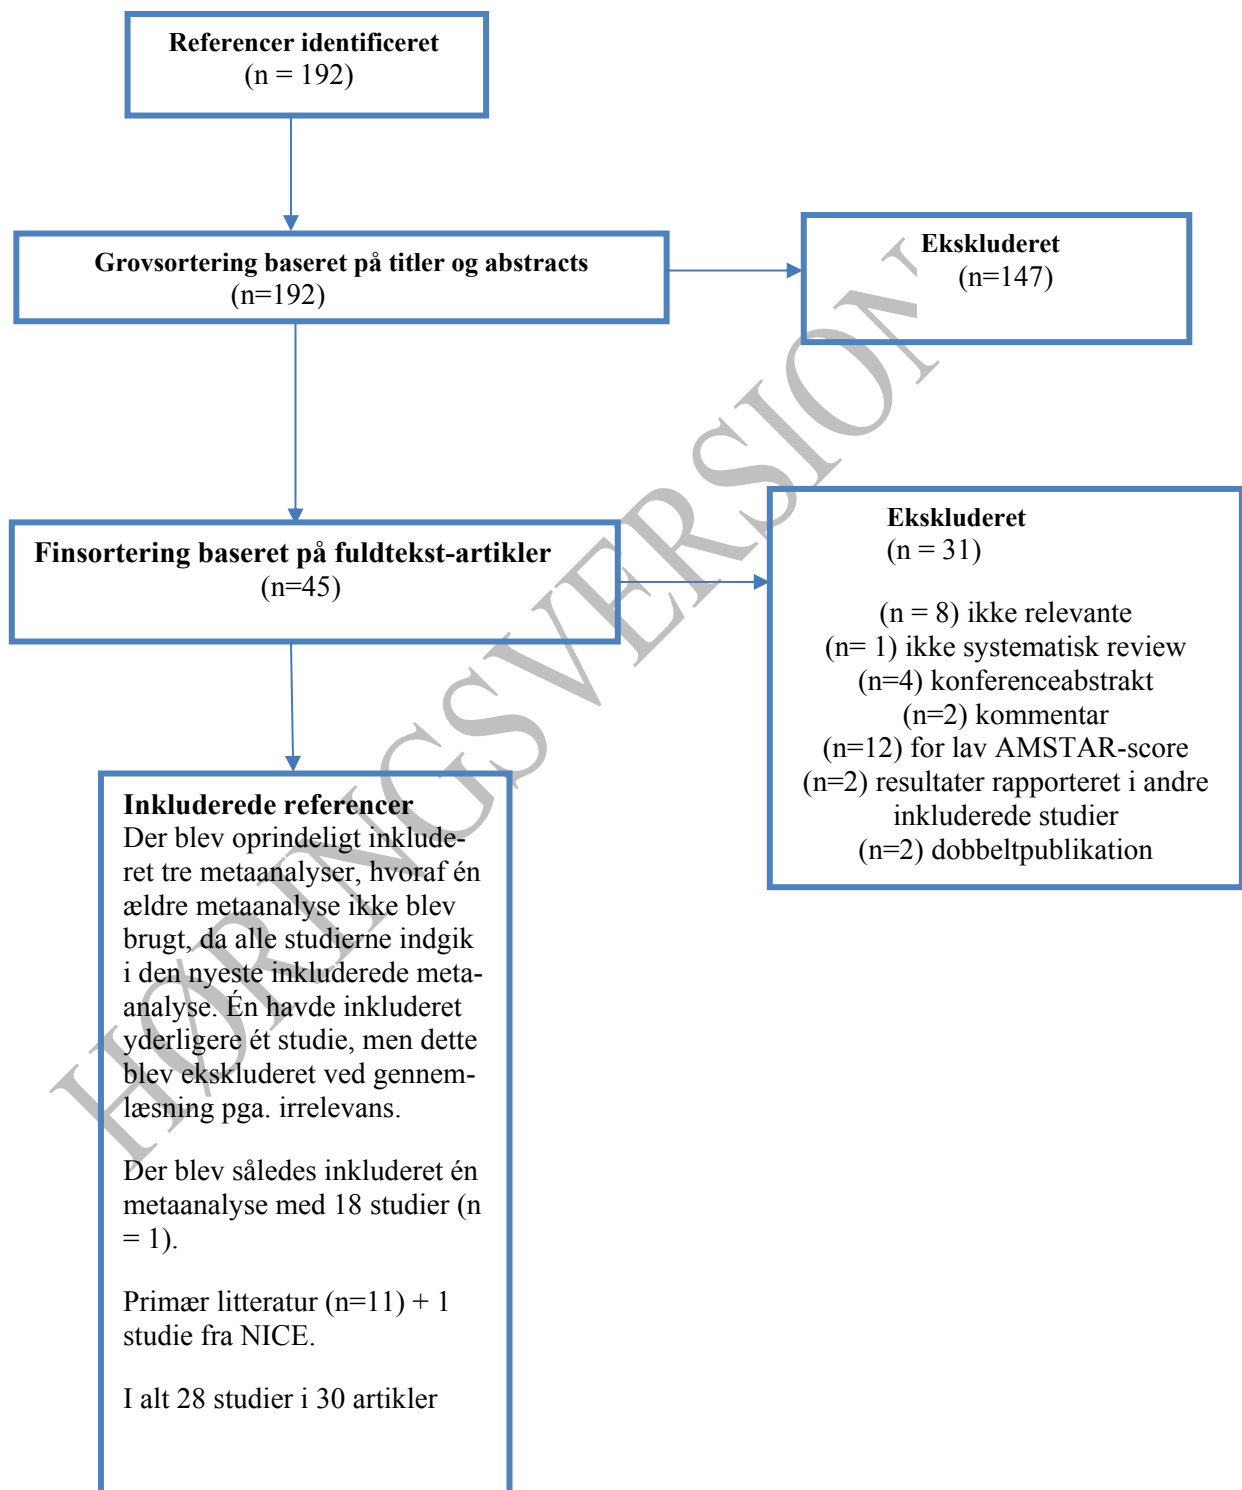 Referencer identificeret
(n = 192)
Grovsortering baseret på titler og abstracts
(n=192)
Ekskluderet
(n=147)
Finsortering baseret på fuldtekst-artikler
(n=45)
Ekskluderet
(n = 31)
(n = 8) ikke relevante
(n= 1) ikke systematisk review
(n=4) konferenceabstrakt
(n=2) kommentar
(n=12) for lav AMSTAR-score
(n=2) resultater rapporteret i andre
inkluderede studier
(n=2) dobbeltpublikation
Inkluderede referencer
Der blev oprindeligt inklude-
ret tre metaanalyser, hvoraf én
ældre metaanalyse ikke blev
brugt, da alle studierne indgik
i den nyeste inkluderede meta-
analyse. Én havde inkluderet
yderligere ét studie, men dette
blev ekskluderet ved gennem-
læsning pga. irrelevans.
Der blev således inkluderet én
metaanalyse med 18 studier (n
= 1).
Primær litteratur (n=11) + 1
studie fra NICE.
I alt 28 studier i 30 artikler
HØRINGSVERSION